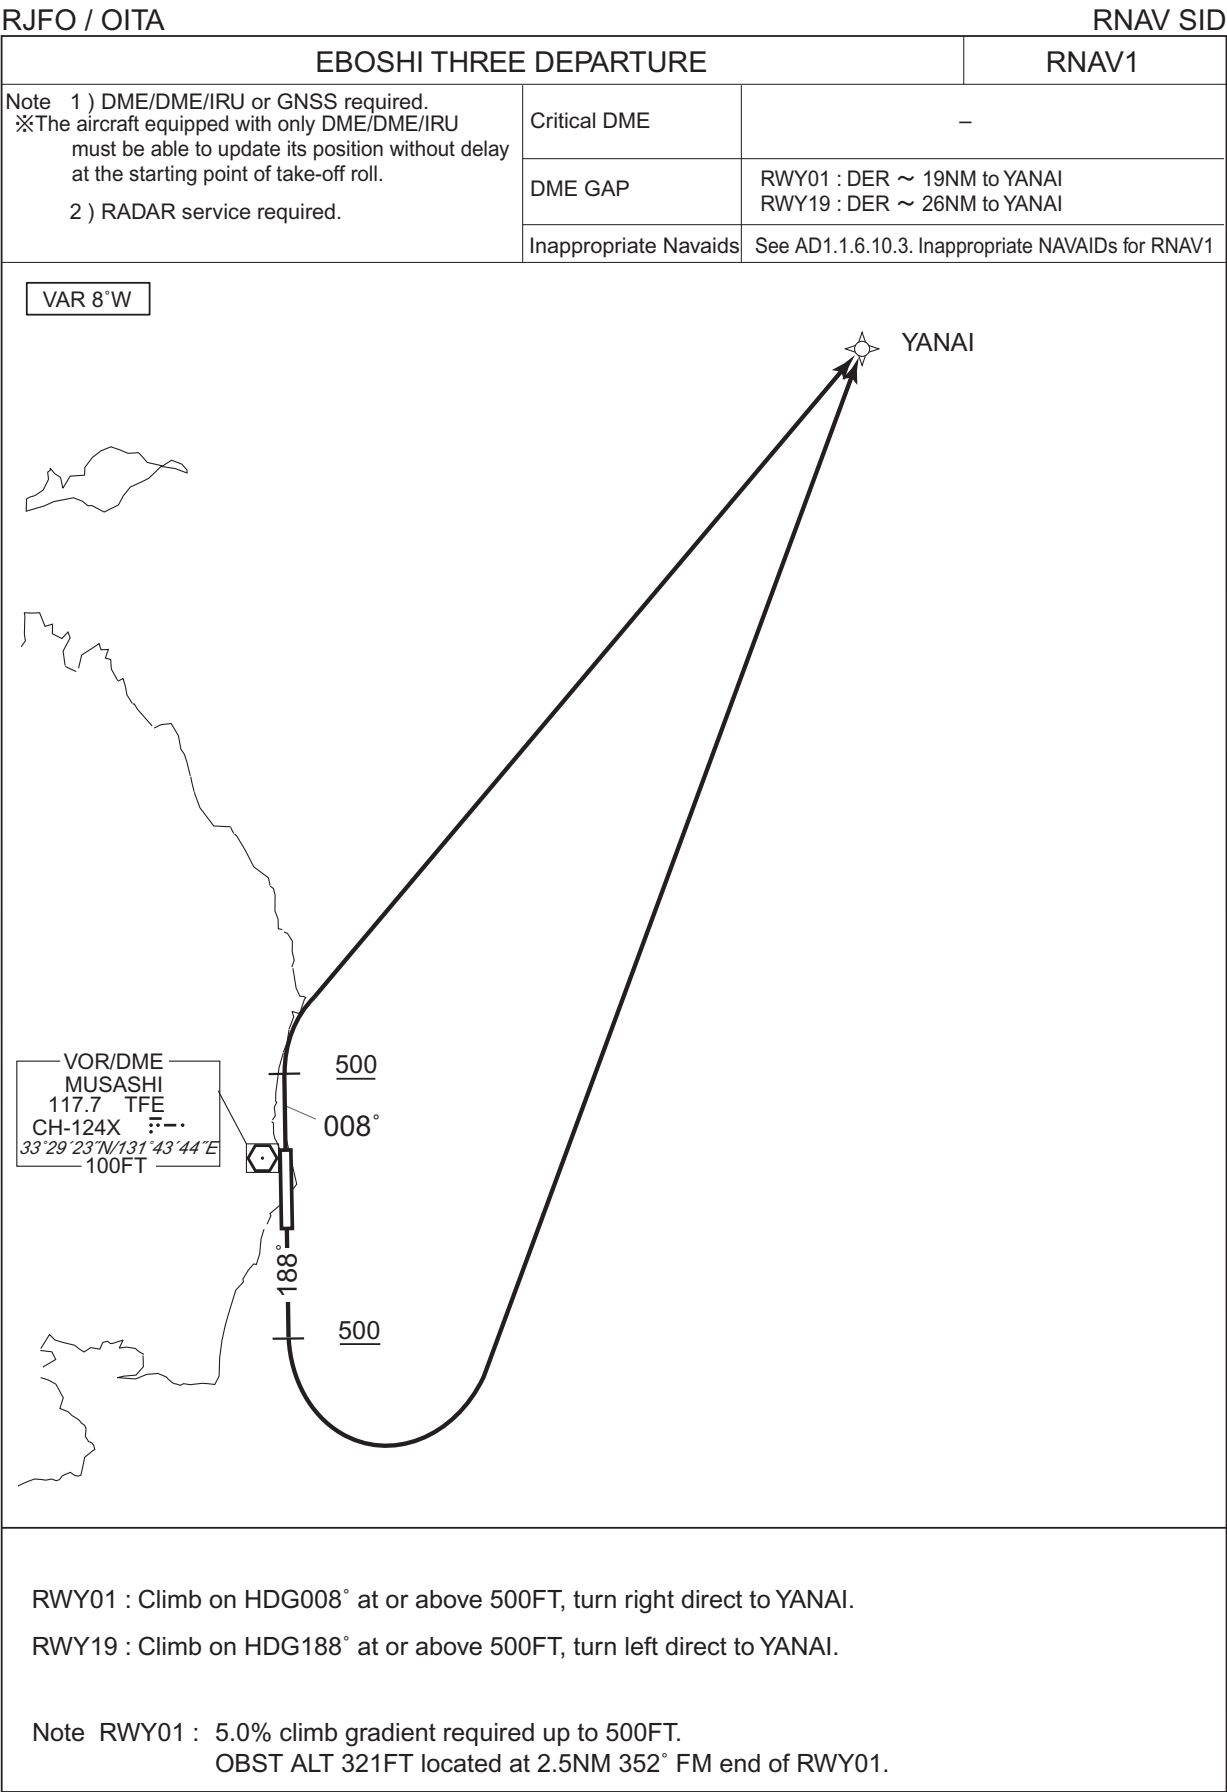 RJFO / OITA
RNAV SID
EBOSHI THREE DEPARTURE
RNAV1
Note 1 ) DME/DME/IRU or GNSS required.
※The aircraft equipped with only DME/DME/IRU
must be able to update its position without delay
at the starting point of take-off roll.
2 ) RADAR service required.
Critical DME
–
DME GAP
RWY01 : DER ～ 19NM to YANAI
RWY19 : DER ～ 26NM to YANAI
Inappropriate Navaids
See AD1.1.6.10.3. Inappropriate NAVAIDs for RNAV1
VAR 8˚W
YANAI
500
008˚
VOR/DME
MUSASHI
117.7 TFE
CH-124X
33˚29´23˝N/131˚43´44˝E
100FT
188˚
500
RWY01 : Climb on HDG008˚ at or above 500FT, turn right direct to YANAI.
RWY19 : Climb on HDG188˚ at or above 500FT, turn left direct to YANAI.
Note RWY01 : 5.0% climb gradient required up to 500FT.
OBST ALT 321FT located at 2.5NM 352˚ FM end of RWY01.